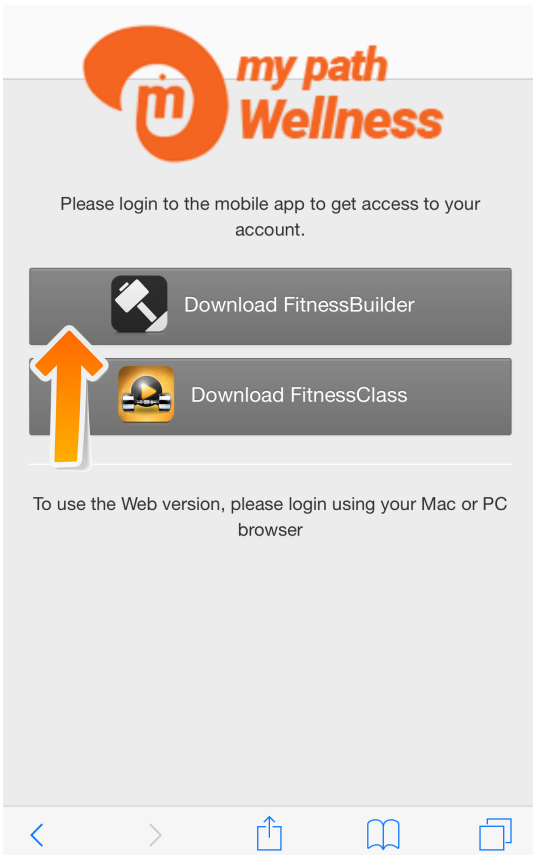 my path
Wellness
Please login to the mobile app to get access to your
account.
Download FitnessBuilder
Download FitnessClass
To use the Web version, please login using your Mac or PC
browser